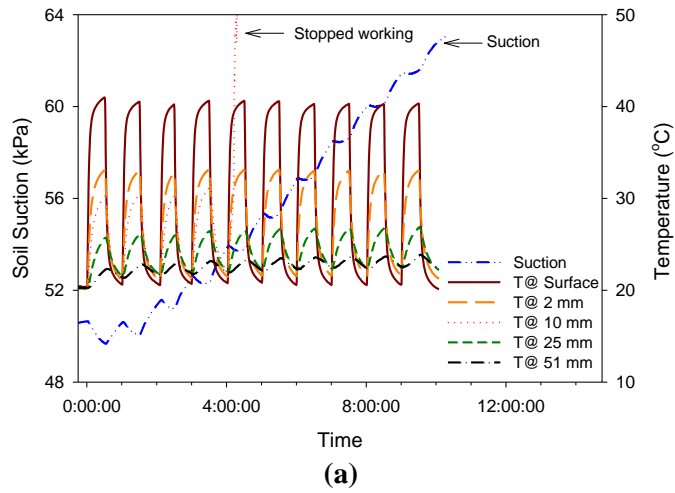 64
60
56
52
48
Soil Suction (kPa)
50
40
30
20
10
Temperature (°C)
Stopped working
Suction
Suction
T@ Surface
T@ 2 mm
T@ 10 mm
T@ 25 mm
T@ 51 mm
0:00:00 4:00:00 8:00:00 12:00:00
Time
(a)